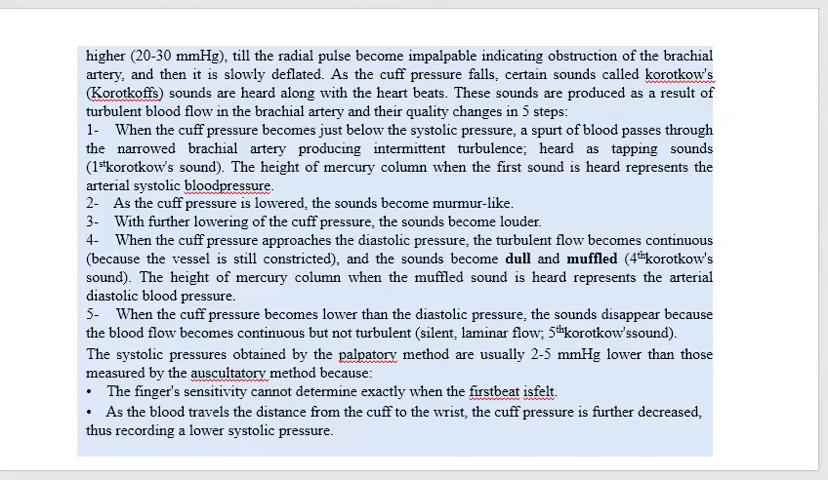 higher (20-30 mmHg), till the radial pulse become impalpable indicating obstruction of the brachial
artery, and then it is slowly deflated. As the cuff pressure falls, certain sounds called korotkow's
(Korotkoffs) sounds are heard along with the heart beats. These sounds are produced as a result of
turbulent blood flow in the brachial artery and their quality changes in 5 steps:
1- When the cuff pressure becomes just below the systolic pressure, a spurt of blood passes through
the narrowed brachial artery producing intermittent turbulence; heard as tapping sounds
(1stkorotkow's sound). The height of mercury column when the first sound is heard represents the
arterial systolic bloodpressure.
2- As the cuff pressure is lowered, the sounds become murmur-like.
3- With further lowering of the cuff pressure, the sounds become louder.
4- When the cuff pressure approaches the diastolic pressure, the turbulent flow becomes continuous
(because the vessel is still constricted), and the sounds become dull and muffled (4thkorotkow's
sound). The height of mercury column when the muffled sound is heard represents the arterial
diastolic blood pressure.
5- When the cuff pressure becomes lower than the diastolic pressure, the sounds disappear because
the blood flow becomes continuous but not turbulent (silent, laminar flow; 5thkorotkow'ssound).
The systolic pressures obtained by the palpatory method are usually 2-5 mmHg lower than those
measured by the auscultatory method because:
• The finger's sensitivity cannot determine exactly when the firstbeat isfelt.
• As the blood travels the distance from the cuff to the wrist, the cuff pressure is further decreased,
thus recording a lower systolic pressure.